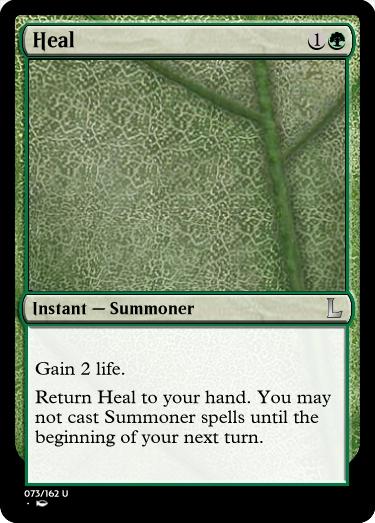 Heal 1
Instant — Summoner L
Gain 2 life.
Return Heal to your hand. You may
not cast Summoner spells until the
beginning of your next turn.
073/162 U